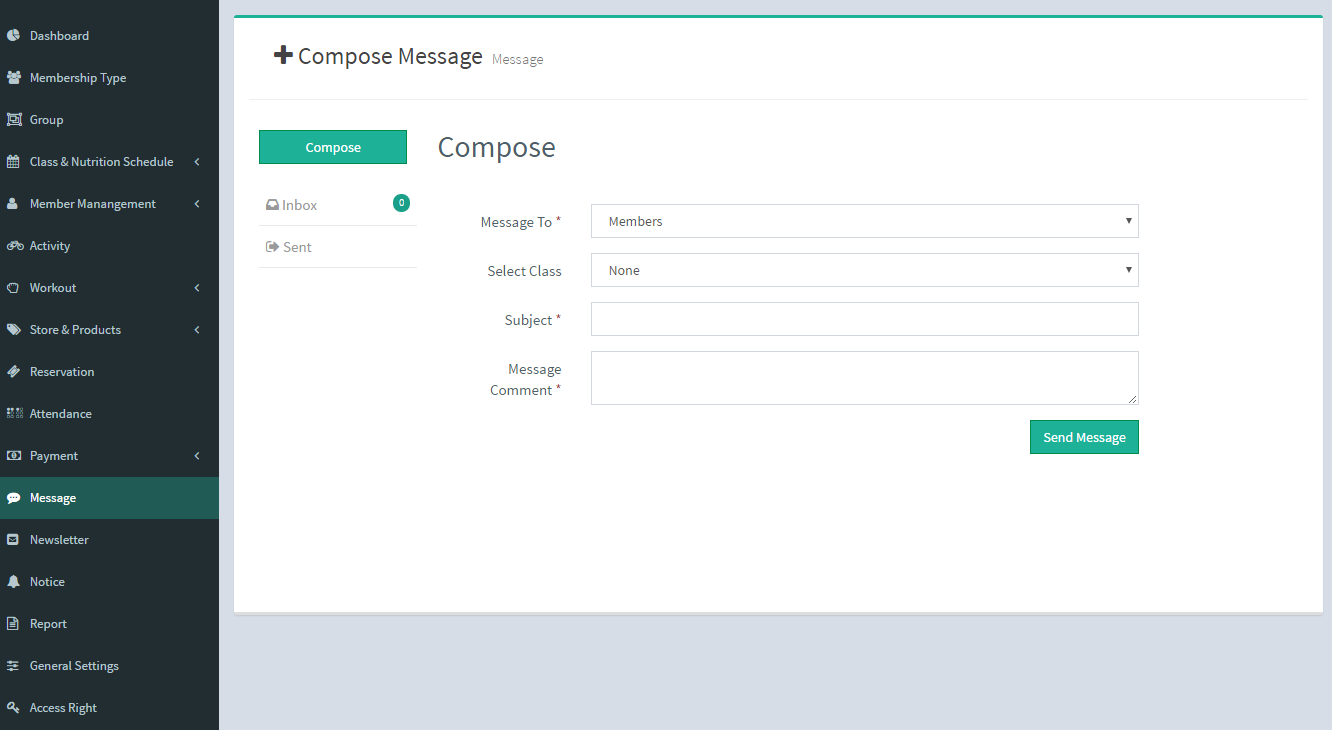 Dashboard
Membership Type
Group
Class & Nutrition Schedule
Member Manangement
Activity
Workout
Store & Products
Reservation
Attendance
Payment
Message
Newsletter
Notice
Report
General Settings
Access Right
Compose Message Message
Compose
Inbox 0
Sent
Compose
Message To *
Members
Select Class
None
Subject *
Message
Comment *
Send Message